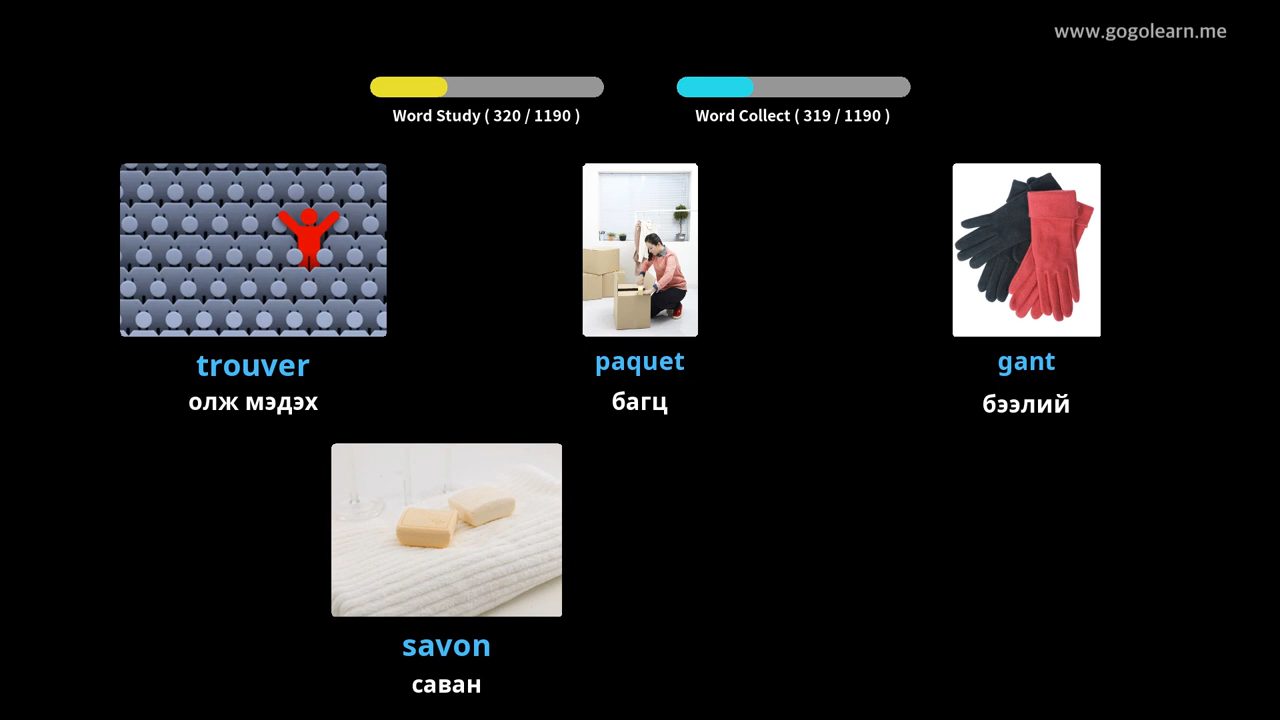 www.gogolearn.me
Word Study ( 320 / 1190 )
Word Collect ( 319 / 1190 )
trouver
олж мэдэх
paquet
багц
gant
бээлий
savon
саван